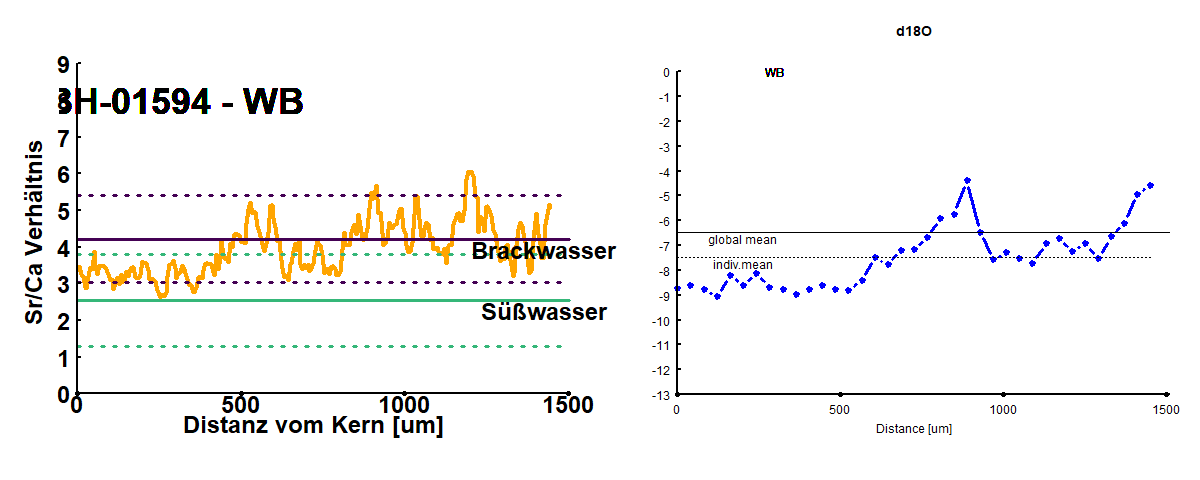 9
8
SH-01594 - WB
7
6
5
4
3
2
1
0
Sr/Ca Verhältnis
Brackwasser
Süßwasser
0 500 1000 1500
Distanz vom Kern [um]
d18O
WB
0
-1
-2
-3
-4
-5
-6
-7
-8
-9
-10
-11
-12
-13
global mean
indiv.mean
0 500 1000 1500
Distance [um]